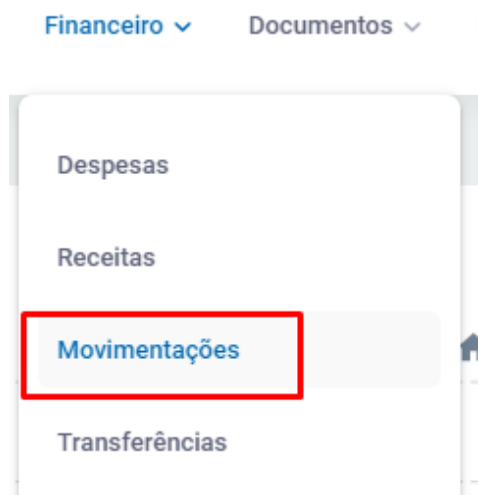 Financeiro Documentos
Despesas
Receitas
Movimentações
Transferências